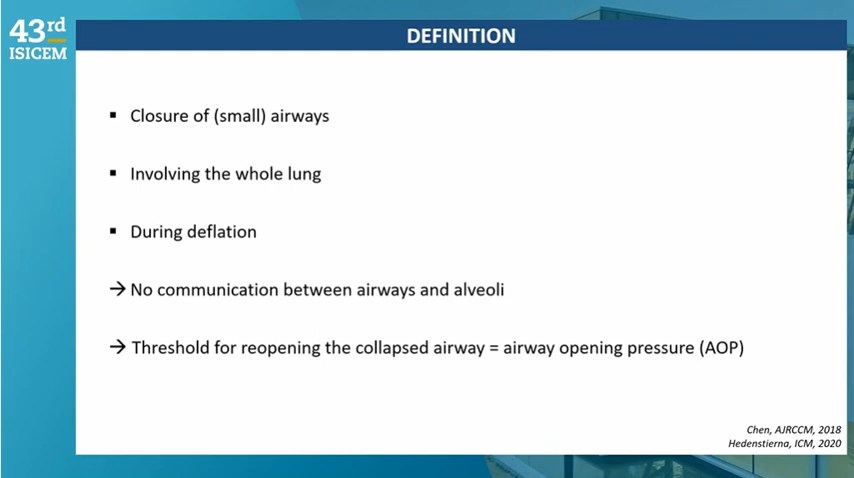 43rd
ISICEM
DEFINITION
▪ Closure of (small) airways
▪ Involving the whole lung
▪ During deflation
→ No communication between airways and alveoli
→ Threshold for reopening the collapsed airway = airway opening pressure (AOP)
Chen, AJRCCM, 2018
Hedenstierna, ICM, 2020